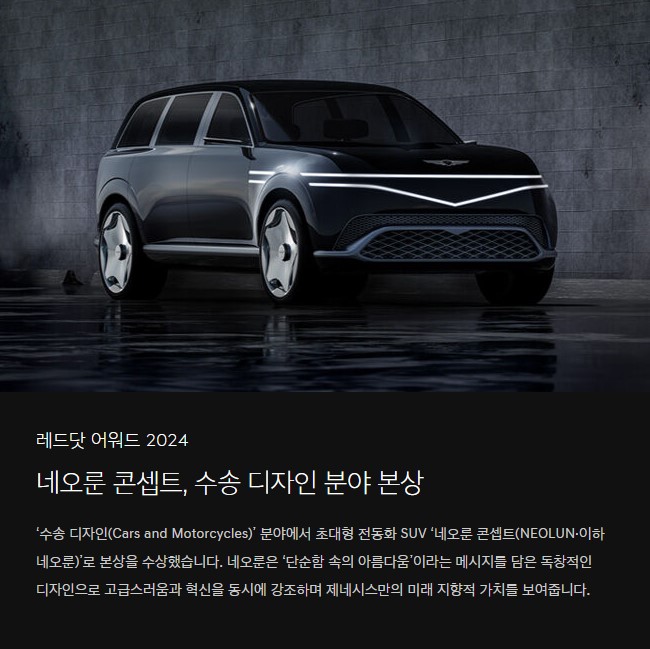 레드닷 어워드 2024
네오룬 콘셉트, 수송 디자인 분야 본상
‘수송 디자인(Cars and Motorcycles)’ 분야에서 초대형 전동화 SUV ‘네오룬 콘셉트(NEOLUN·이하
네오룬)’로 본상을 수상했습니다. 네오룬은 ‘단순함 속의 아름다움’이라는 메시지를 담은 독창적인
디자인으로 고급스러움과 혁신을 동시에 강조하며 제네시스만의 미래 지향적 가치를 보여줍니다.